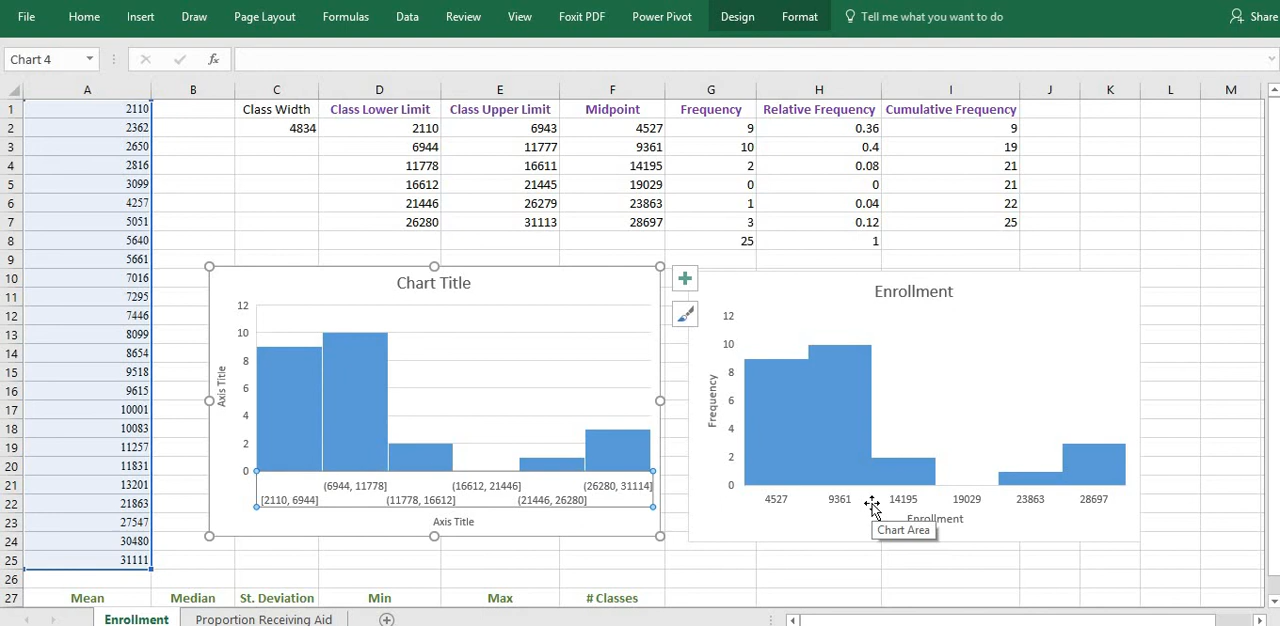 File Home Insert Draw Page Layout Formulas Data Review View Foxit PDF Power Pivot Design Format Tell me what you want to do Share
Chart 4 fx
A B C D E F G H I J K L M
1 2110 Class Width Class Lower Limit Class Upper Limit Midpoint Frequency Relative Frequency Cumulative Frequency
2 2362 4834 2110 6943 4527 9 0.36 9
3 2650 6944 11777 9361 10 0.4 19
4 2816 11778 16611 14195 2 0.08 21
5 3099 16612 21445 19029 0 0 21
6 4257 21446 26279 23863 1 0.04 22
7 5051 26280 31113 28697 3 0.12 25
8 5640 25 1
9 5661
10 7016
11 7295
12 7446
13 8099
14 8654
15 9518
16 9615
17 10001
18 10083
19 11257
20 11831
21 13201
22 21863
23 27547
24 30480
25 31111
26
27 Mean Median St. Deviation Min Max # Classes
Chart Title
12
10
8
6
4
2
0
Axis Title
(6944, 11778] (16612, 21446] (26280, 31114]
[2110, 6944] (11778, 16612] (21446, 26280]
Axis Title
Enrollment
12
10
8
6
4
2
0
Frequency
4527 9361 14195 19029 23863 28697
Enrollment
Chart Area
Enrollment Proportion Receiving Aid